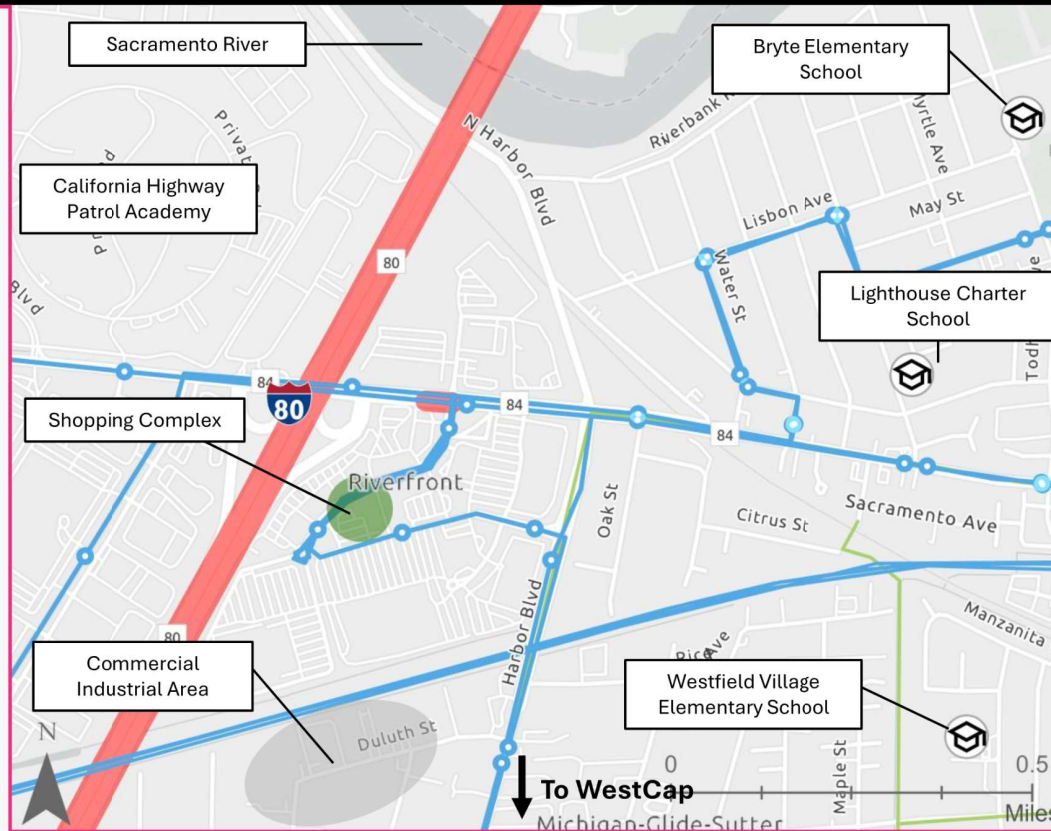 Sacramento River
Bryte Elementary
School
N Harbor Blvd
Riverbank
Myrtle Ave
Private
California Highway
Patrol Academy
Lisbon Ave
May St
80
Water St
Blvd
Lighthouse Charter
School
84
80
84
84
Shopping Complex
Riverfront
Oak St
Citrus St
Sacramento Ave
Harbor Blvd
80
Manzanita
Commercial
Industrial Area
Rice Ave
Westfield Village
Elementary School
Duluth St
Maple St
N
0
0.5
Miles
To WestCap
Michigan-Glide-Sutter